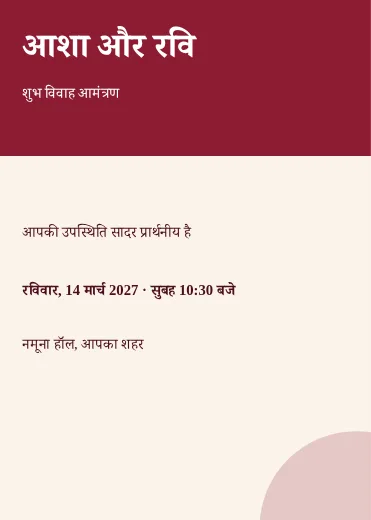 आशा और रवि
शुभ विवाह आमंत्रण
आपकी उपस्थिति सादर प्रार्थनीय है
रविवार, 14 मार्च 2027 · सुबह 10:30 बजे
नमूना हॉल, आपका शहर